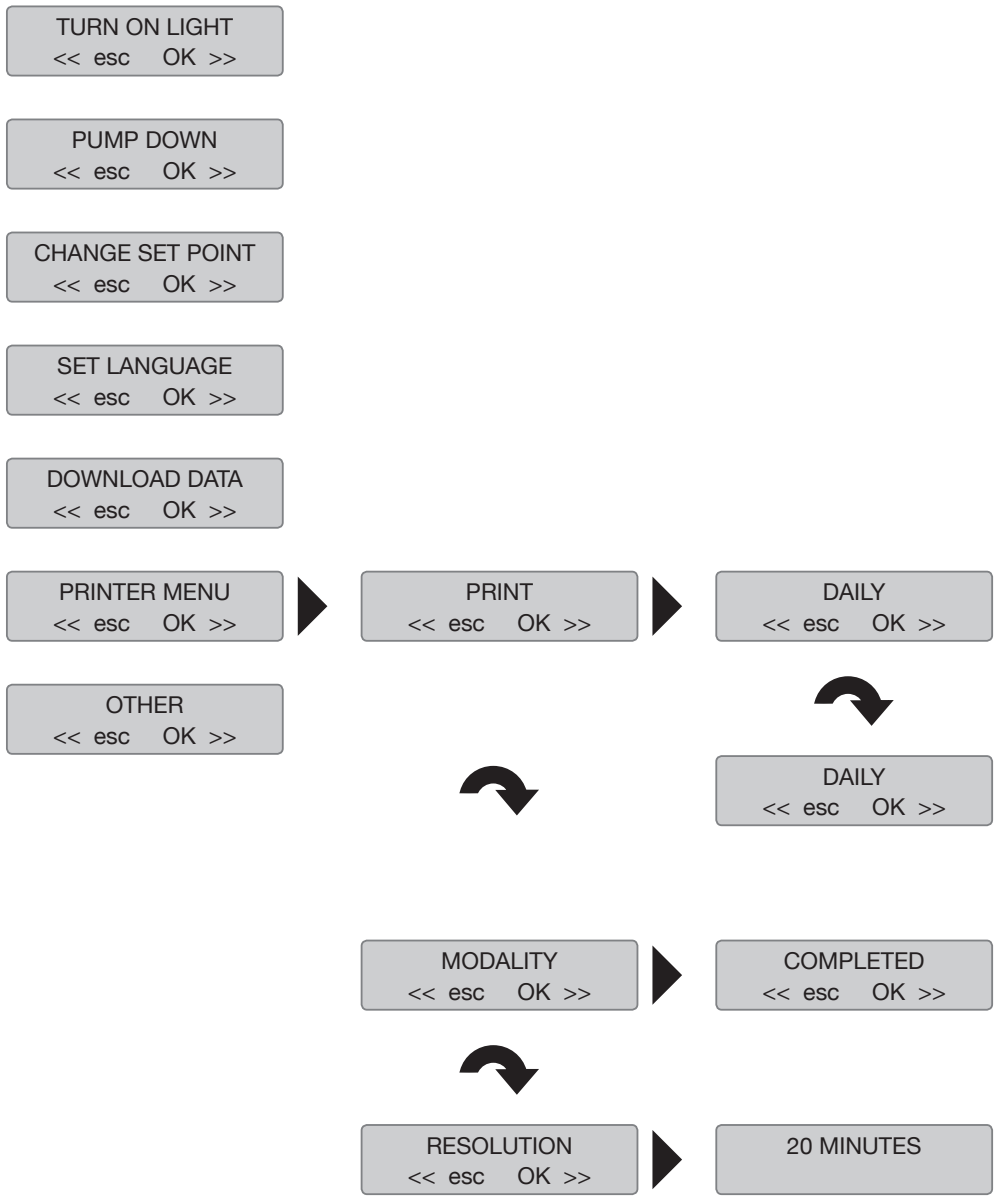 TURN ON LIGHT
<< esc OK >>
PUMP DOWN
<< esc OK >>
CHANGE SET POINT
<< esc OK >>
SET LANGUAGE
<< esc OK >>
DOWNLOAD DATA
<< esc OK >>
PRINTER MENU
<< esc OK >>
PRINT
<< esc OK >>
DAILY
<< esc OK >>
OTHER
<< esc OK >>
DAILY
<< esc OK >>
MODALITY
<< esc OK >>
COMPLETED
<< esc OK >>
RESOLUTION
<< esc OK >>
20 MINUTES